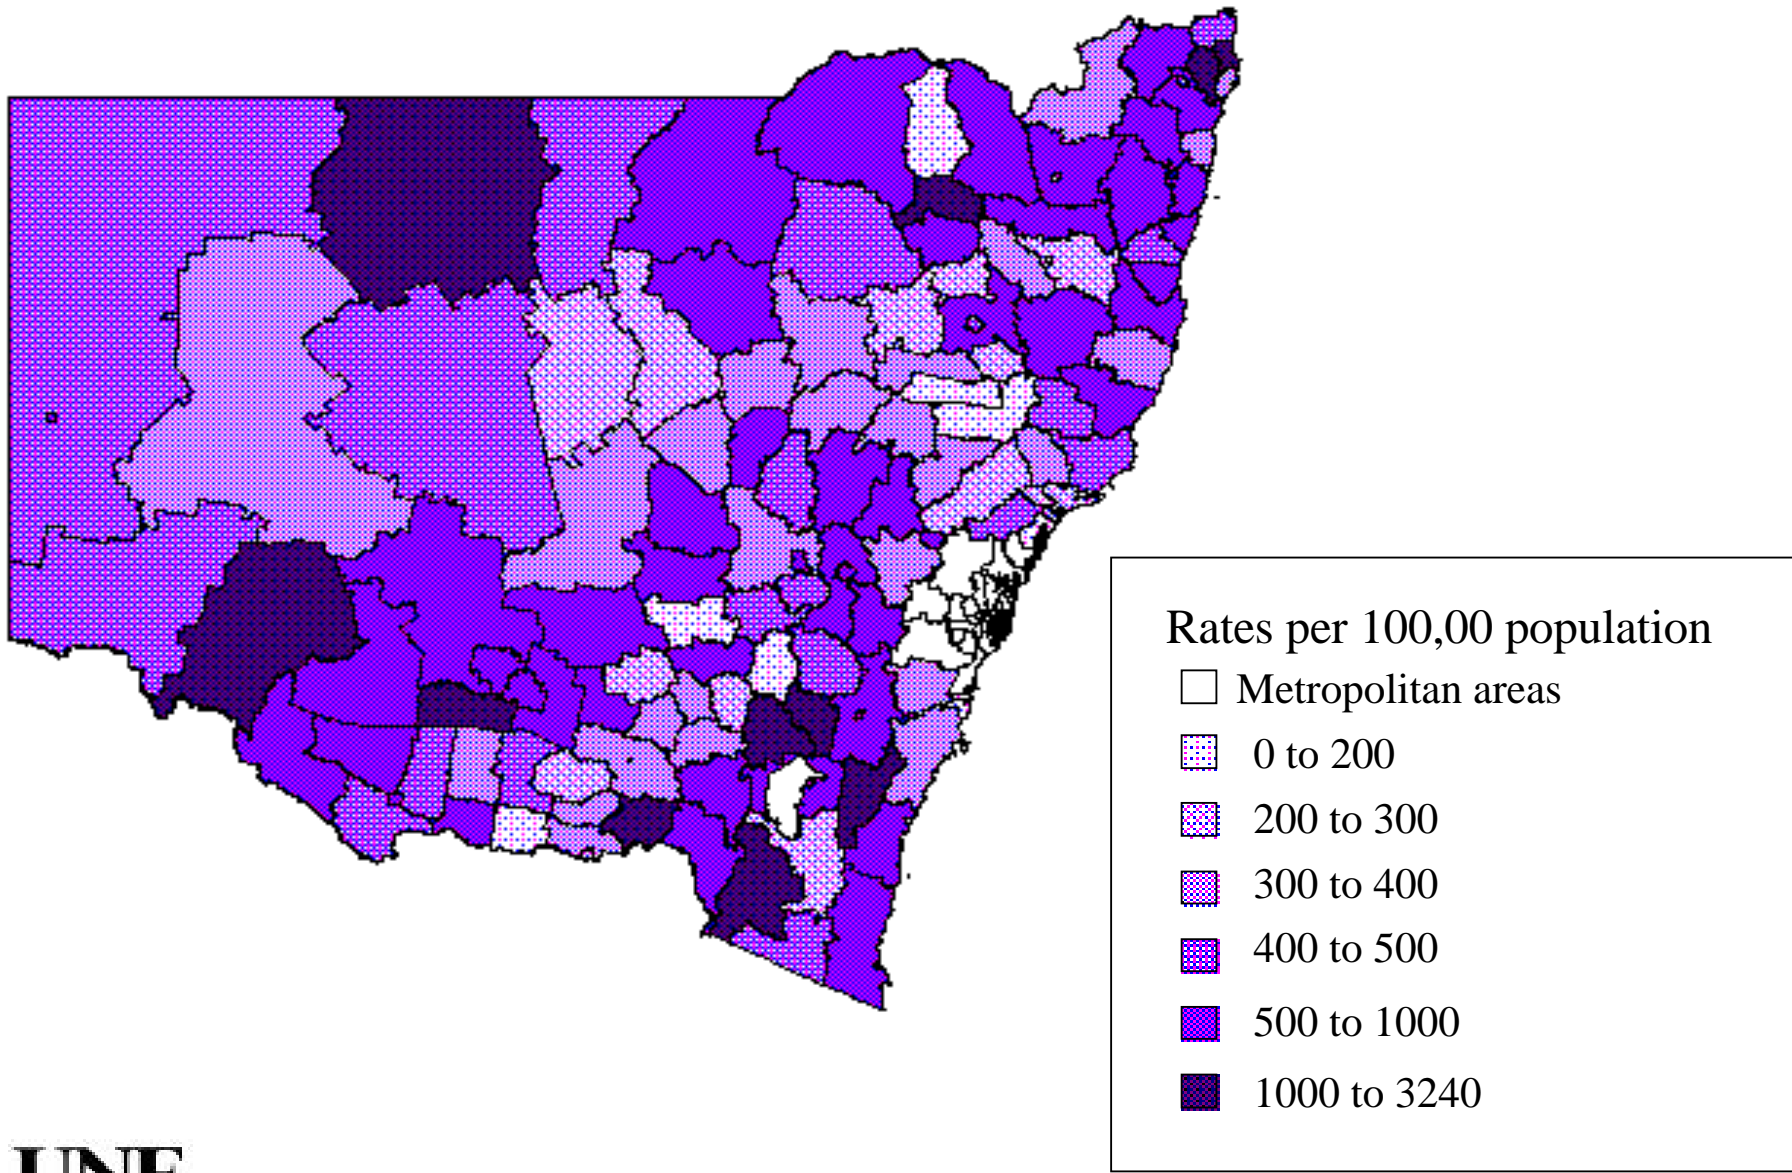 Rates per 100,00 population
Metropolitan areas
0 to 200
200 to 300
300 to 400
400 to 500
500 to 1000
1000 to 3240
UNE